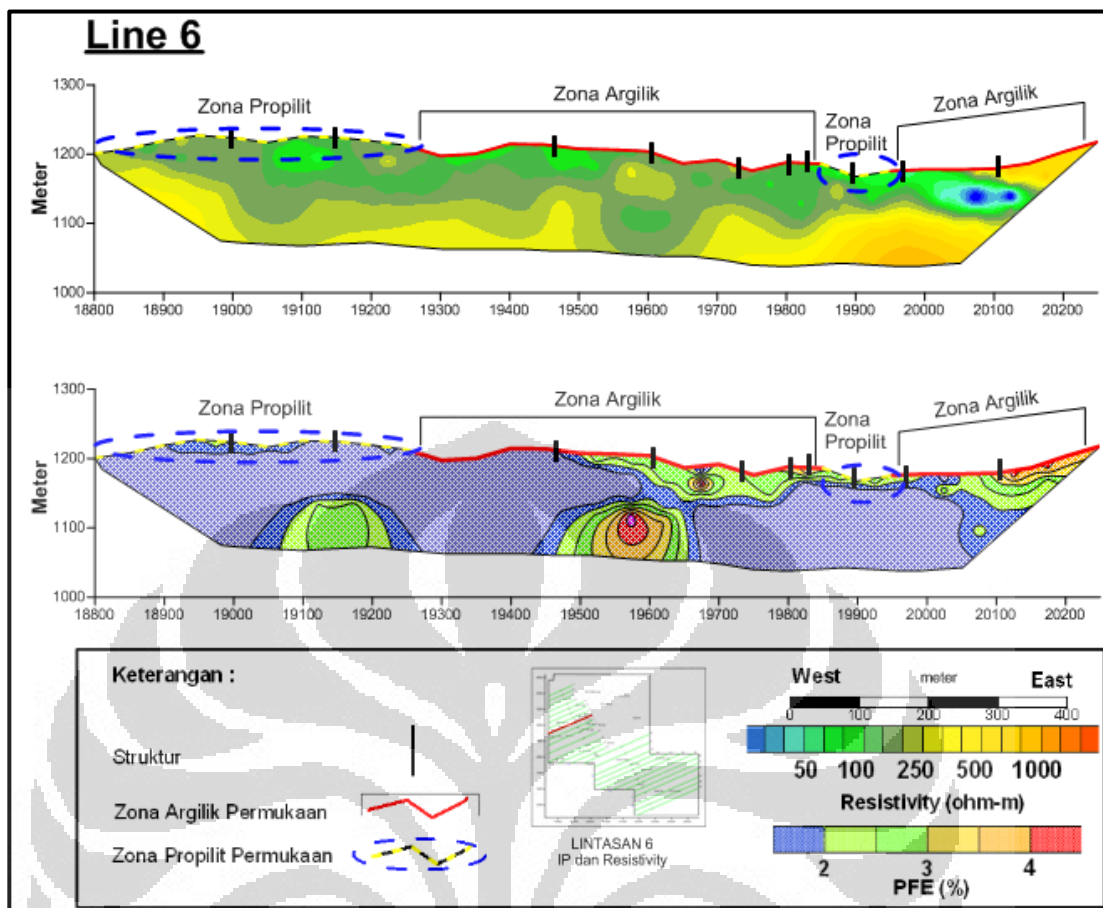 Line 6
Zona Propilit
Zona Argilik
Zona
Propilit
Zona Argilik
Meter
1300
1200
1100
1000
18800 18900 19000 19100 19200 19300 19400 19500 19600 19700 19800 19900 20000 20100 20200
Zona Propilit
Zona Argilik
Zona
Propilit
Zona Argilik
Meter
1300
1200
1100
1000
18800 18900 19000 19100 19200 19300 19400 19500 19600 19700 19800 19900 20000 20100 20200
Keterangan :
Struktur
Zona Argilik Permukaan
Zona Propilit Permukaan
LINTASAN 6
IP dan Resistivity
West meter East
0 100 200 300 400
50 100 250 500 1000
Resistivity (ohm-m)
2 3 4
PFE (%)